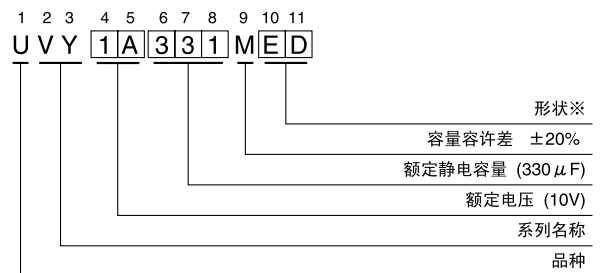 1 2 3 4 5 6 7 8 9 10 11
U V Y 1 A 3 3 1 M E D
形状※
容量容许差 ±20%
额定静电容量 (330μF)
额定电压 (10V)
系列名称
品种